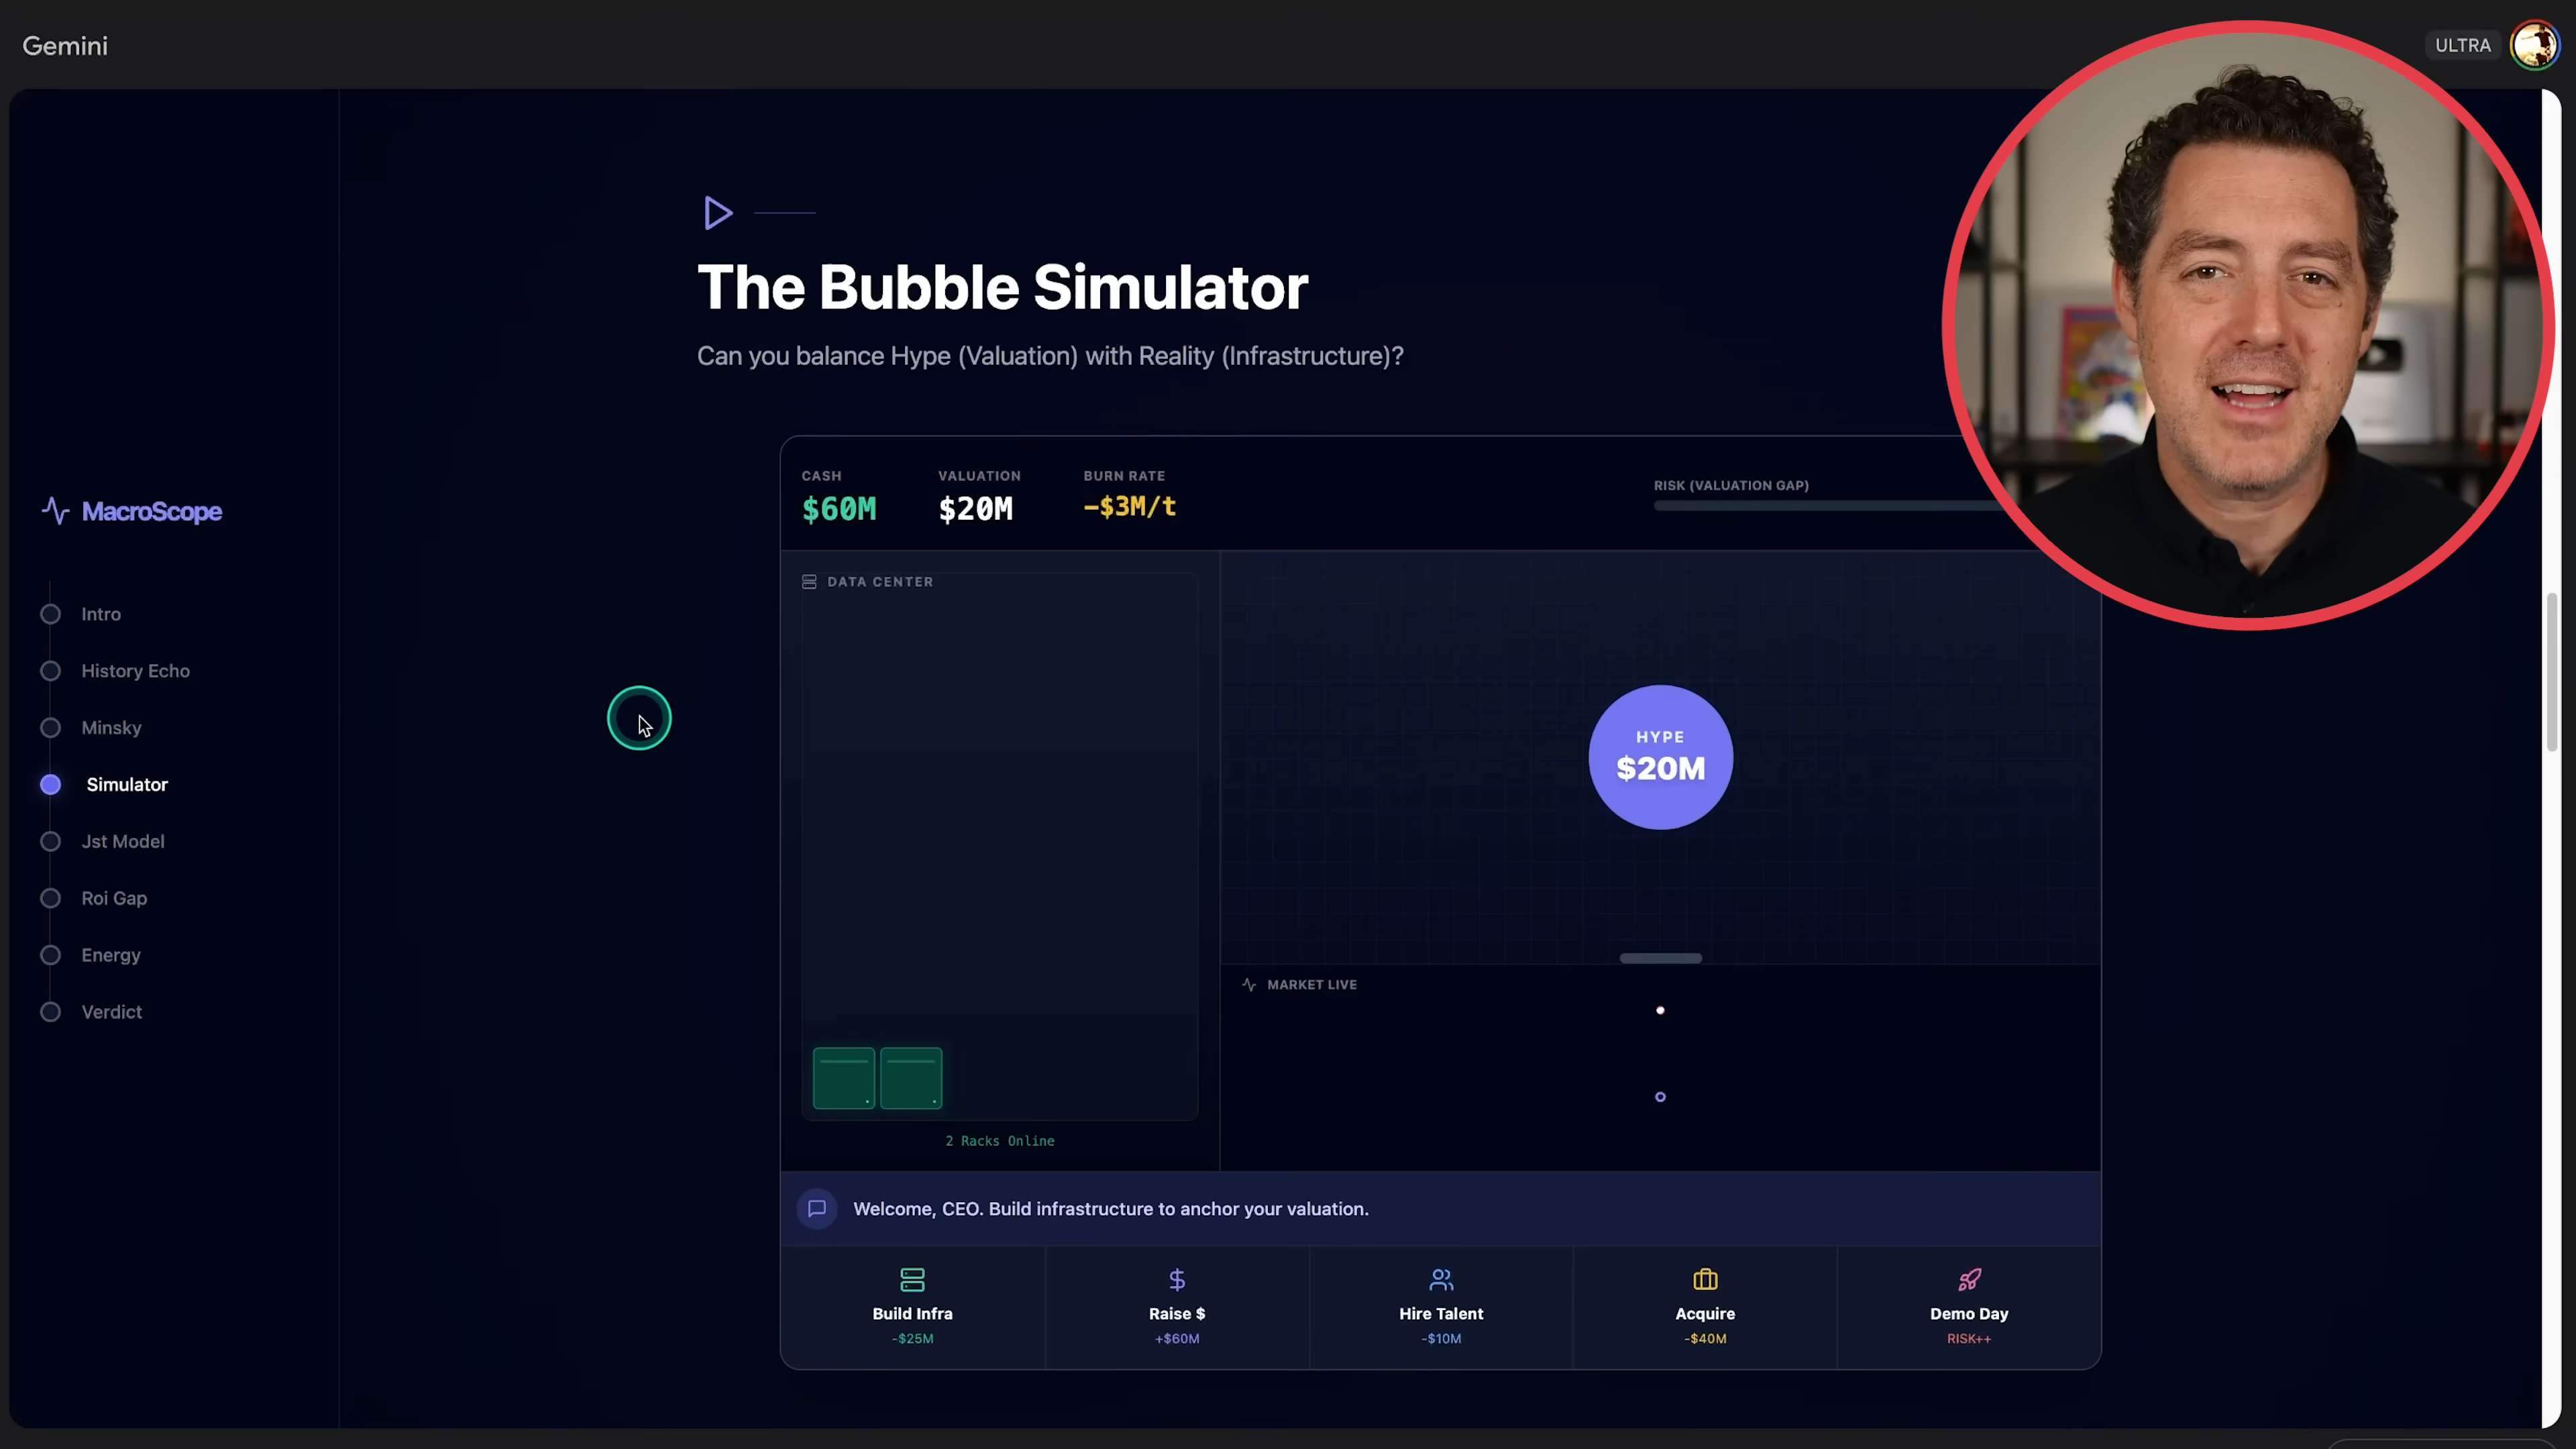 Gemini
ULTRA
The Bubble Simulator
Can you balance Hype (Valuation) with Reality (Infrastructure)?
MacroScope
Intro
History Echo
Minsky
Simulator
Jst Model
Roi Gap
Energy
Verdict
CASH
$60M
VALUATION
$20M
BURN RATE
-$3M/t
RISK (VALUATION GAP)
DATA CENTER
2 Racks Online
HYPE
$20M
MARKET LIVE
Welcome, CEO. Build infrastructure to anchor your valuation.
Build Infra
-$25M
Raise $
+$60M
Hire Talent
-$10M
Acquire
-$40M
Demo Day
RISK++